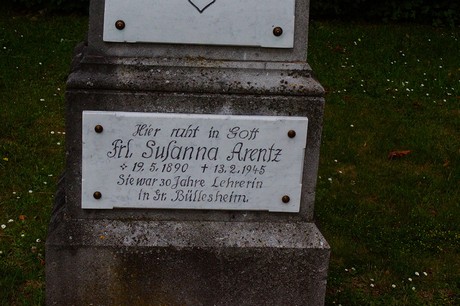 Hier ruht in Gott
Frl. Susanna Arentz
✩ 19. 5. 1890 ✝ 13. 2. 1945
Sie war 30 Jahre Lehrerin
in Gr. Büllesheim.